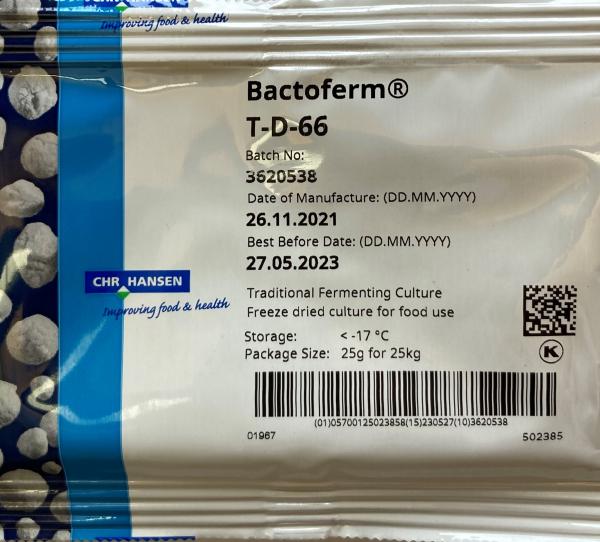 CHR HANSEN
Improving food & health
Bactoferm®
T-D-66
Batch No:
3620538
Date of Manufacture: (DD.MM.YYYY)
26.11.2021
Best Before Date: (DD.MM.YYYY)
27.05.2023
CHR HANSEN
Improving food & health
Traditional Fermenting Culture
Freeze dried culture for food use
Storage: < -17 °C
Package Size: 25g for 25kg
K
(01)05700125023858(15)230527(10)3620538
01967
502385